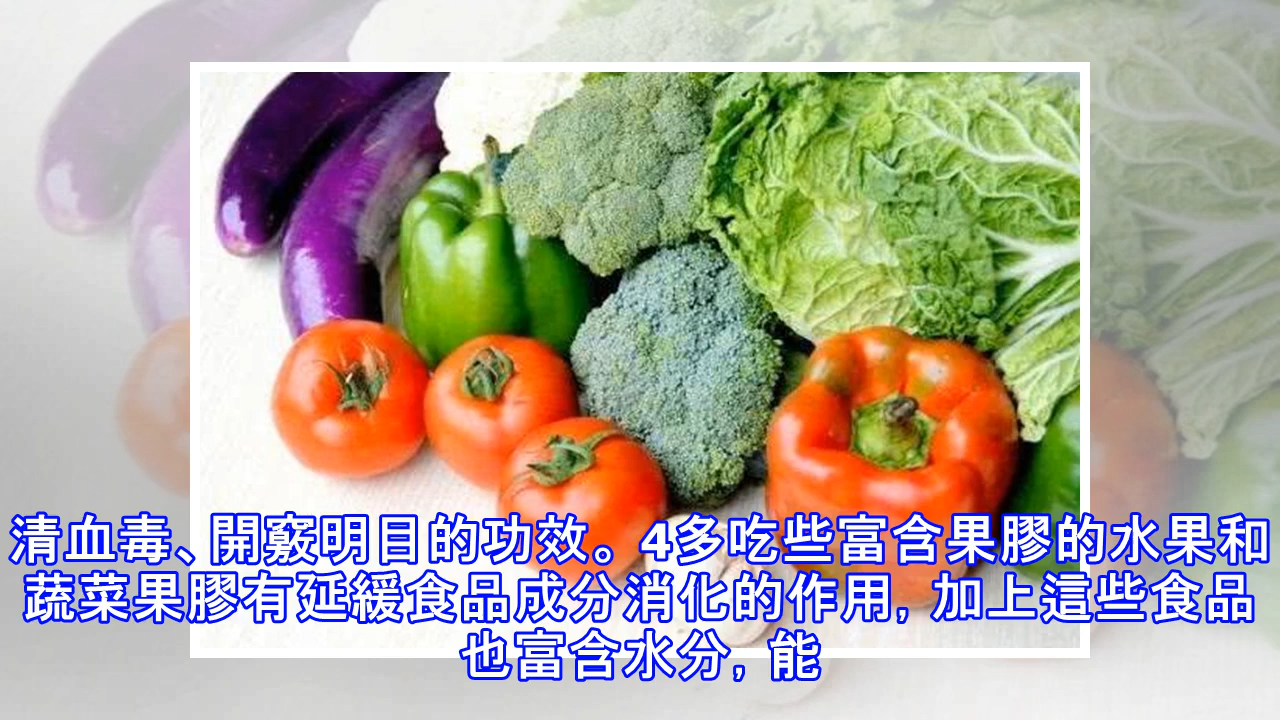 清血毒、開竅明目的功效。4多吃些富含果膠的水果和
蔬菜果膠有延緩食品成分消化的作用, 加上這些食品
也富含水分, 能